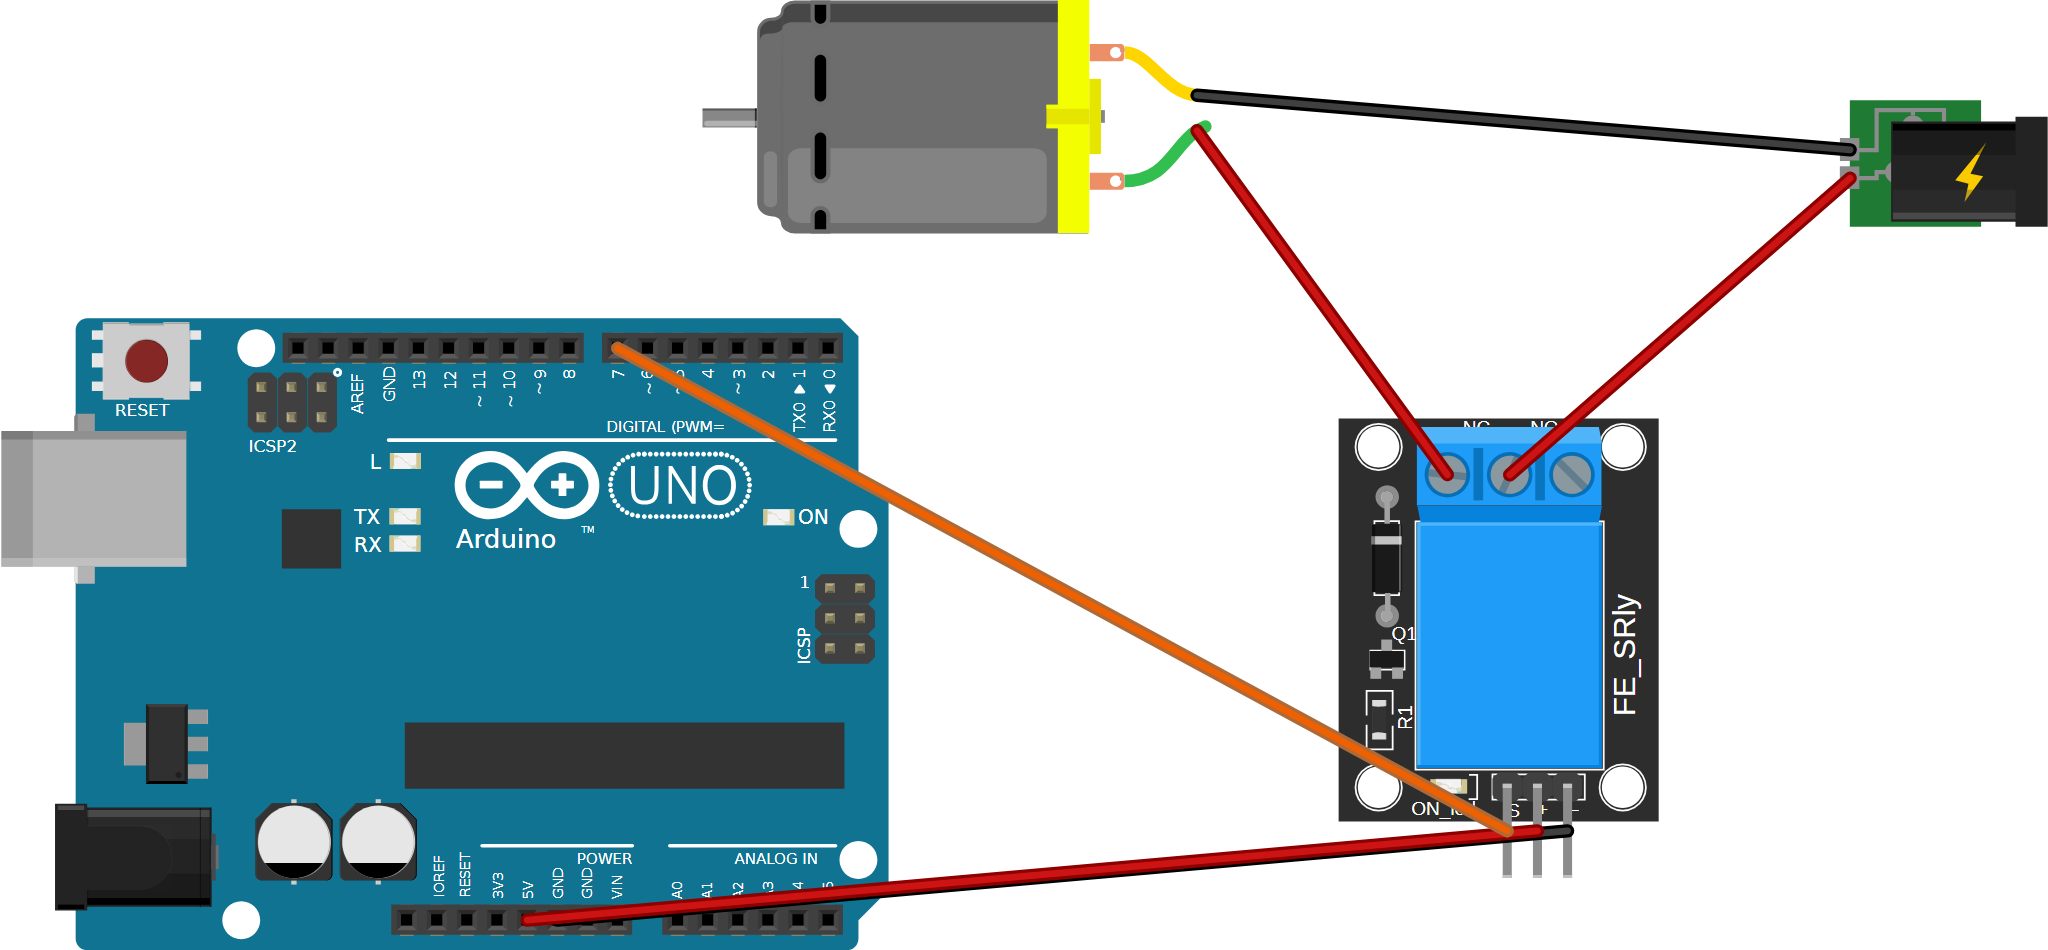 RESET
ICSP2
AREF
GND
13
12
~11
~10
~9
8
7
4
~3
2
TX0 1
RX0 0
DIGITAL (PWM=
L
TX
RX
UNO
Arduino
TM
ON
1
ICSP
Q1
R1
FE_SRly
S
IOREF
RESET
3V3
5V
GND
GND
VIN
POWER
A0
A1
A2
ANALOG IN